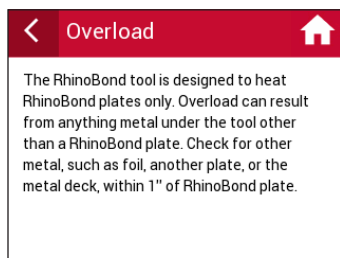 Overload
The RhinoBond tool is designed to heat
RhinoBond plates only. Overload can result
from anything metal under the tool other
than a RhinoBond plate. Check for other
metal, such as foil, another plate, or the
metal deck, within 1" of RhinoBond plate.